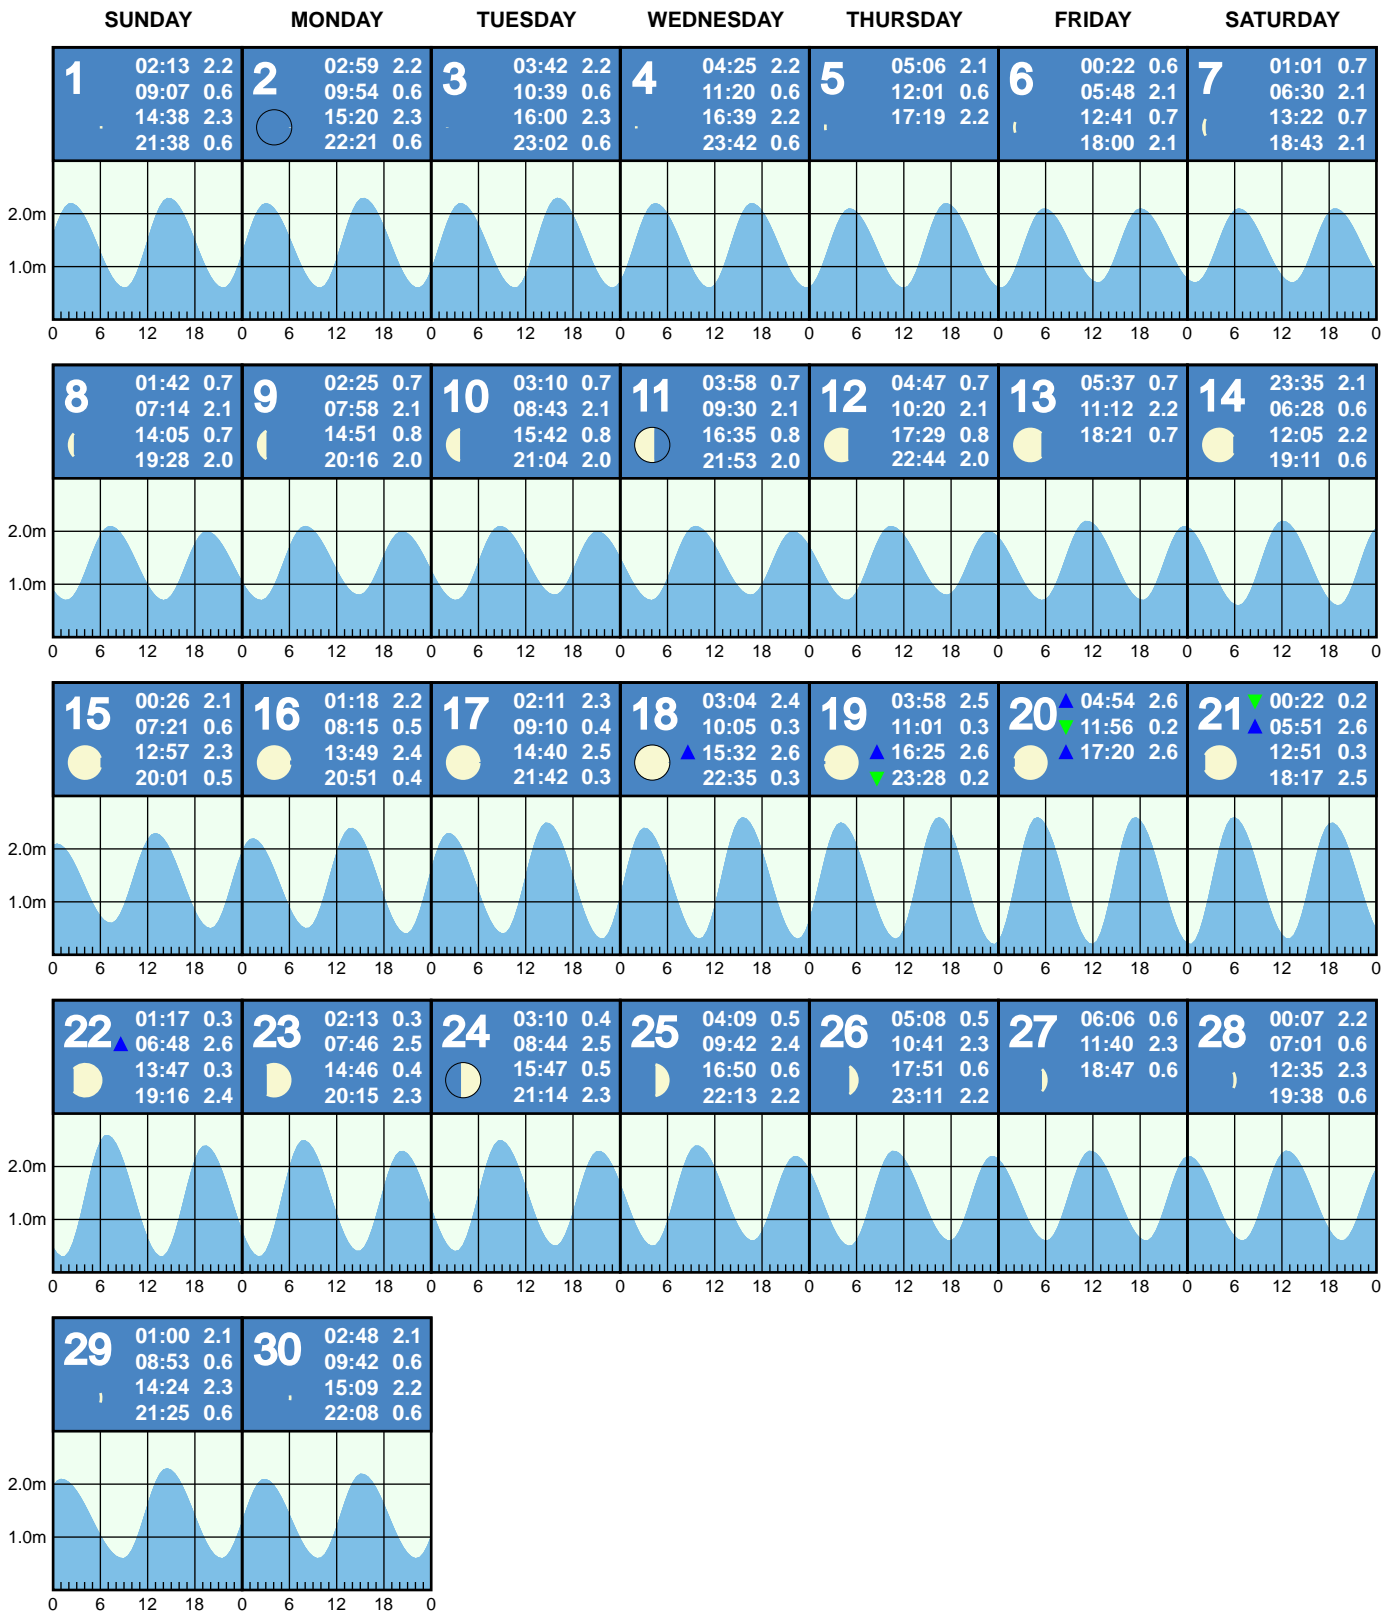 SUNDAY MONDAY TUESDAY WEDNESDAY THURSDAY FRIDAY SATURDAY
1 02:13 2.2
09:07 0.6
14:38 2.3
21:38 0.6
2 02:59 2.2
09:54 0.6
15:20 2.3
22:21 0.6
3 03:42 2.2
10:39 0.6
16:00 2.3
23:02 0.6
4 04:25 2.2
11:20 0.6
16:39 2.2
23:42 0.6
5 05:06 2.1
12:01 0.6
17:19 2.2
6 00:22 0.6
05:48 2.1
12:41 0.7
18:00 2.1
7 01:01 0.7
06:30 2.1
13:22 0.7
18:43 2.1
2.0m
1.0m
0 6 12 18 0 6 12 18 0 6 12 18 0 6 12 18 0 6 12 18 0 6 12 18 0 6 12 18 0
8 01:42 0.7
07:14 2.1
14:05 0.7
19:28 2.0
9 02:25 0.7
07:58 2.1
14:51 0.8
20:16 2.0
10 03:10 0.7
08:43 2.1
15:42 0.8
21:04 2.0
11 03:58 0.7
09:30 2.1
16:35 0.8
21:53 2.0
12 04:47 0.7
10:20 2.1
17:29 0.8
22:44 2.0
13 05:37 0.7
11:12 2.2
18:21 0.7
14 23:35 2.1
06:28 0.6
12:05 2.2
19:11 0.6
2.0m
1.0m
0 6 12 18 0 6 12 18 0 6 12 18 0 6 12 18 0 6 12 18 0 6 12 18 0 6 12 18 0
15 00:26 2.1
07:21 0.6
12:57 2.3
20:01 0.5
16 01:18 2.2
08:15 0.5
13:49 2.4
20:51 0.4
17 02:11 2.3
09:10 0.4
14:40 2.5
21:42 0.3
18 03:04 2.4
10:05 0.3
15:32 2.6
22:35 0.3
19 03:58 2.5
11:01 0.3
16:25 2.6
23:28 0.2
20 04:54 2.6
11:56 0.2
17:20 2.6
21 00:22 0.2
05:51 2.6
12:51 0.3
18:17 2.5
2.0m
1.0m
0 6 12 18 0 6 12 18 0 6 12 18 0 6 12 18 0 6 12 18 0 6 12 18 0 6 12 18 0
22 01:17 0.3
06:48 2.6
13:47 0.3
19:16 2.4
23 02:13 0.3
07:46 2.5
14:46 0.4
20:15 2.3
24 03:10 0.4
08:44 2.5
15:47 0.5
21:14 2.3
25 04:09 0.5
09:42 2.4
16:50 0.6
22:13 2.2
26 05:08 0.5
10:41 2.3
17:51 0.6
23:11 2.2
27 06:06 0.6
11:40 2.3
18:47 0.6
28 00:07 2.2
07:01 0.6
12:35 2.3
19:38 0.6
2.0m
1.0m
0 6 12 18 0 6 12 18 0 6 12 18 0 6 12 18 0 6 12 18 0 6 12 18 0 6 12 18 0
29 01:00 2.1
08:53 0.6
14:24 2.3
21:25 0.6
30 02:48 2.1
09:42 0.6
15:09 2.2
22:08 0.6
2.0m
1.0m
0 6 12 18 0 6 12 18 0